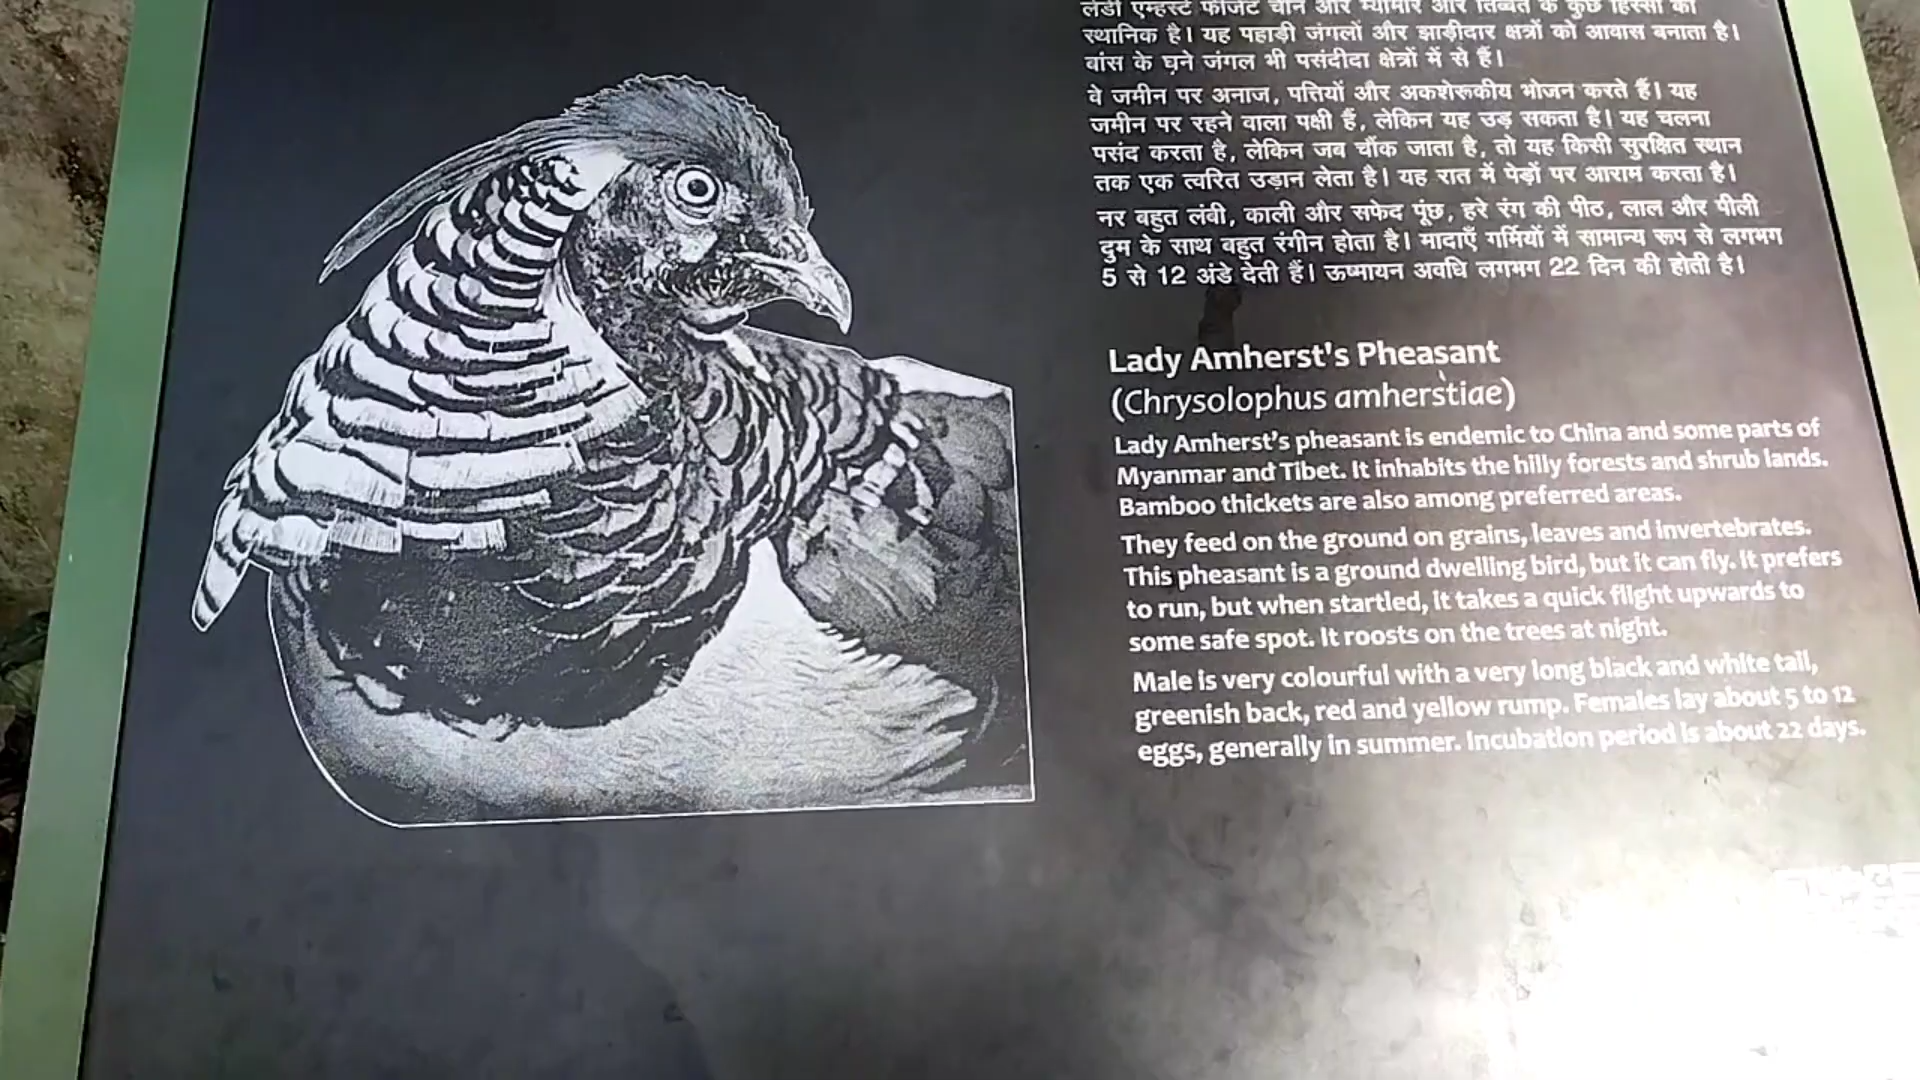 लेडी एम्हर्स्ट फीजेंट चीन और म्यांमार और तिब्बत के कुछ हिस्सों का
स्थानिक है। यह पहाड़ी जंगलों और झाड़ीदार क्षत्रों को आवास बनाता है।
बांस के घने जंगल भी पसंदीदा क्षेत्रों में से हैं।
वे जमीन पर अनाज, पत्तियों और अकशेरूकीय भोजन करते हैं। यह
जमीन पर रहने वाला पक्षी हैं, लेकिन यह उड़ सकता है। यह चलना
पसंद करता है, लेकिन जब चौंक जाता है, तो यह किसी सुरक्षित स्थान
तक एक त्वरित उड़ान लेता है। यह रात में पेड़ों पर आराम करता है।
नर बहुत लंबी, काली और सफेद पूंछ, हरे रंग की पीठ, लाल और पीली
दुम के साथ बहुत रंगीन होता है। मादाएँ गर्मियों में सामान्य रूप से लगभग
5 से 12 अंडे देती हैं। ऊष्मायन अवधि लगभग 22 दिन की होती है।
Lady Amherst's Pheasant
(Chrysolophus amherstiae)
Lady Amherst's pheasant is endemic to China and some parts of
Myanmar and Tibet. It inhabits the hilly forests and shrub lands.
Bamboo thickets are also among preferred areas.
They feed on the ground on grains, leaves and invertebrates.
This pheasant is a ground dwelling bird, but it can fly. It prefers
to run, but when startled, it takes a quick flight upwards to
some safe spot. It roosts on the trees at night.
Male is very colourful with a very long black and white tail,
greenish back, red and yellow rump. Females lay about 5 to 12
eggs, generally in summer. Incubation period is about 22 days.